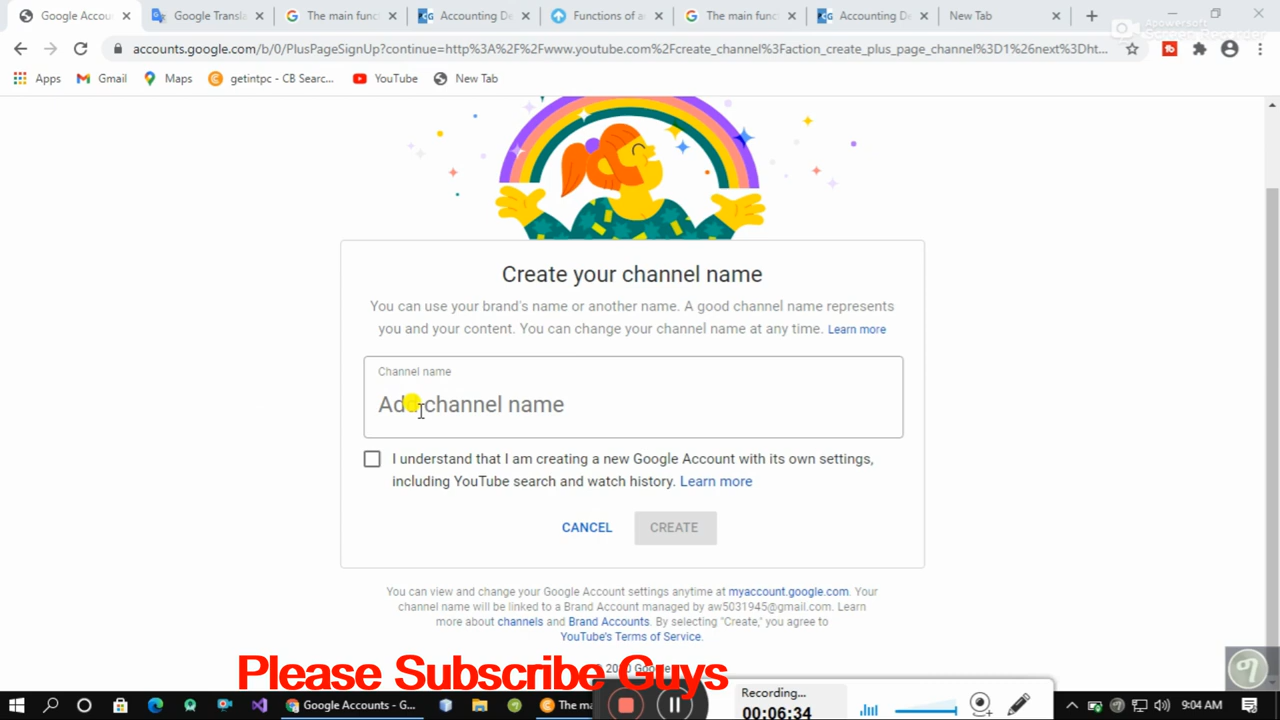 Google Accou
Google Transla
The main funct
Accounting De
Functions of a
The main func
Accounting De
New Tab
Apowersoft
Screen Recorder
accounts.google.com/b/0/PlusPageSignUp?continue=http%3A%2F%2Fwww.youtube.com%2Fcreate_channel%3Faction_create_plus_page_channel%3D1%26next%3Dht...
Apps
Gmail
Maps
getintpc - CB Searc...
YouTube
New Tab
Create your channel name
You can use your brand's name or another name. A good channel name represents
you and your content. You can change your channel name at any time. Learn more
Channel name
Add channel name
I understand that I am creating a new Google Account with its own settings,
including YouTube search and watch history. Learn more
CANCEL
CREATE
You can view and change your Google Account settings anytime at myaccount.google.com. Your
channel name will be linked to a Brand Account managed by aw5031945@gmail.com. Learn
more about channels and Brand Accounts. By selecting "Create," you agree to
YouTube's Terms of Service.
Please Subscribe Guys
Google Accounts - G...
The ma
Recording...
00:06:34
9:04 AM